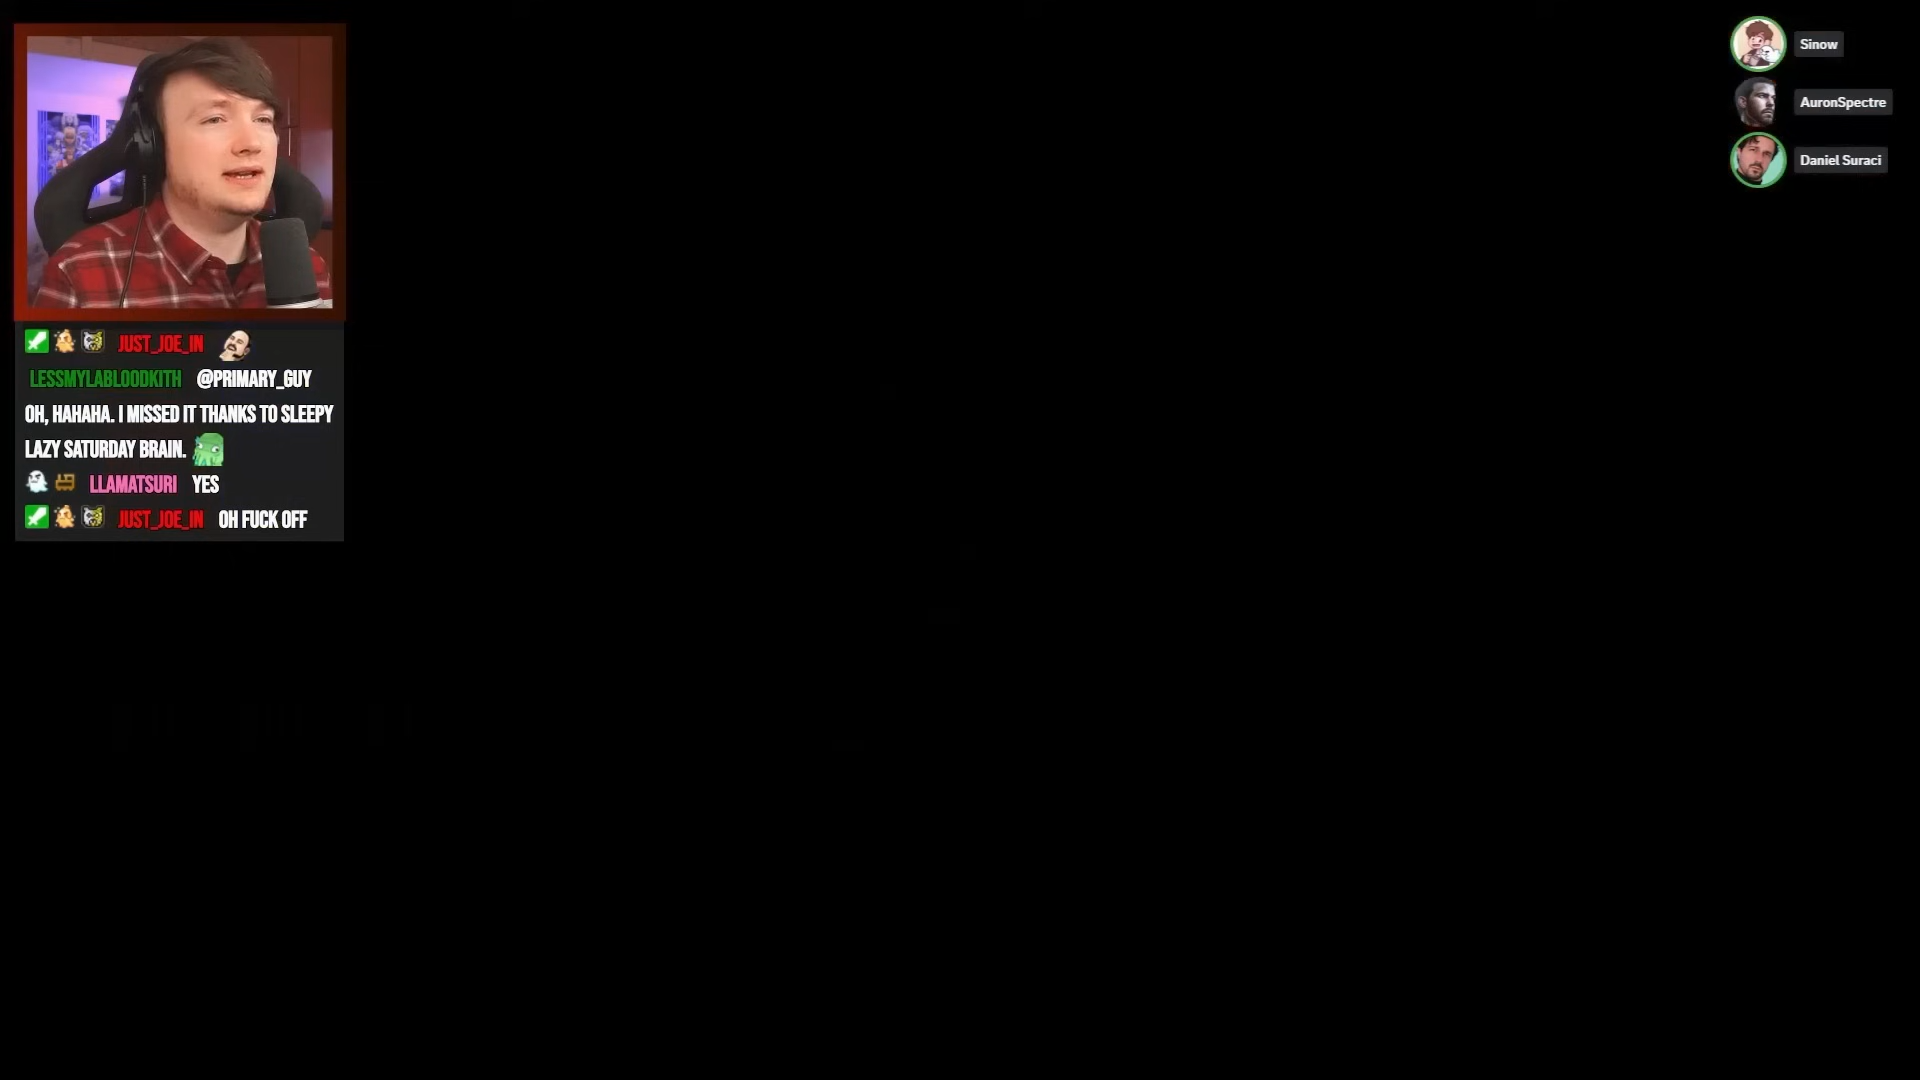 JUST_JOE_IN
LESSMYLABLOODKITH @PRIMARY_GUY
OH, HAHAHA. I MISSED IT THANKS TO SLEEPY
LAZY SATURDAY BRAIN.
LLAMATSURI YES
JUST_JOE_IN OH FUCK OFF
Sinow
AuronSpectre
Daniel Suraci